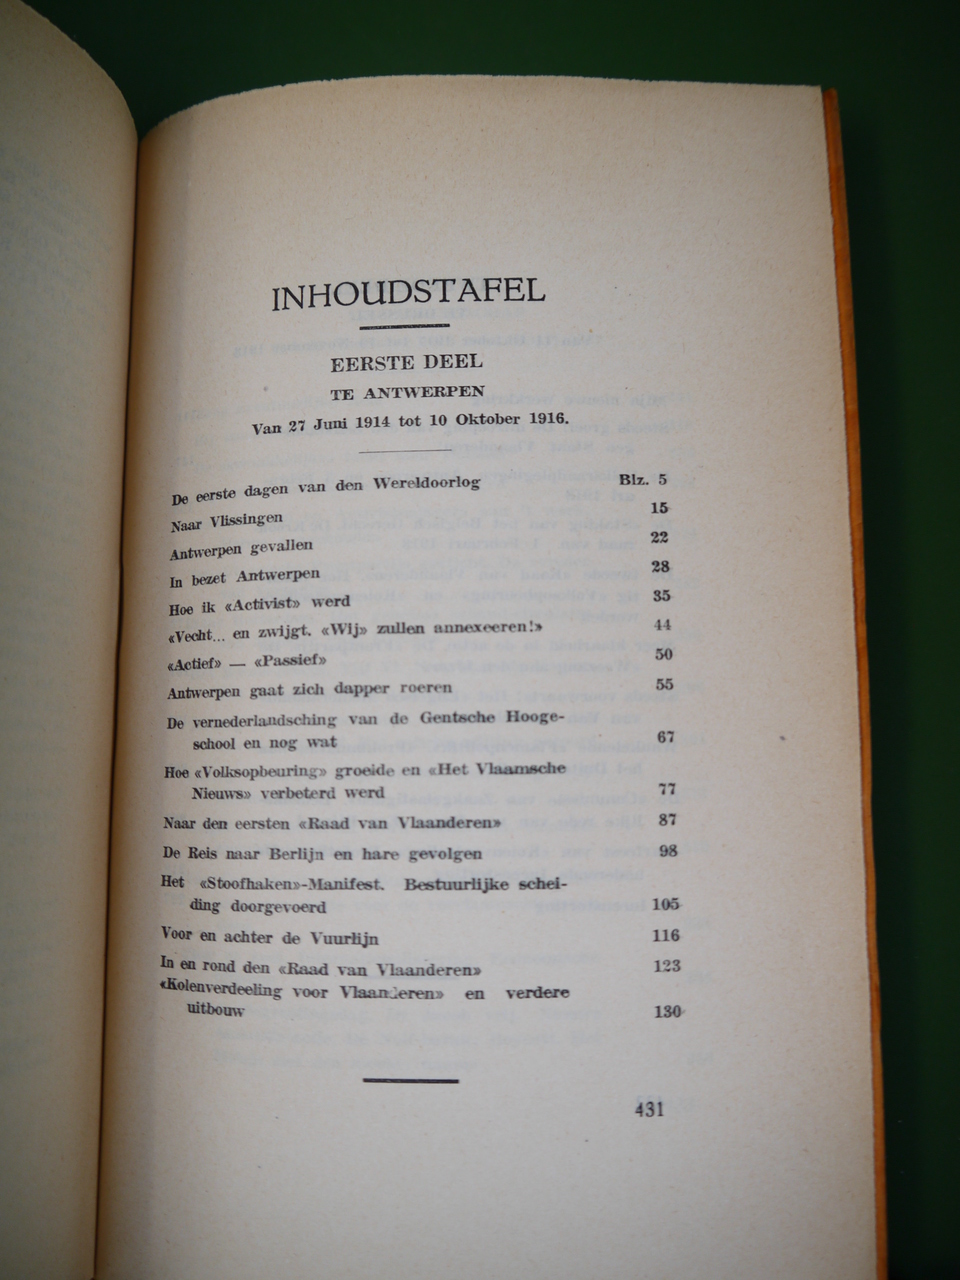 INHOUDSTAFEL
EERSTE DEEL
TE ANTWERPEN
Van 27 Juni 1914 tot 10 Oktober 1916.
De eerste dagen van den Wereldoorlog Blz. 5
Naar Vlissingen 15
Antwerpen gevallen 22
In bezet Antwerpen 28
Hoe ik «Activist» werd 35
«Vecht... en zwijgt. «Wij» zullen annexeeren!» 44
«Actief» — «Passief» 50
Antwerpen gaat zich dapper roeren 55
De vernederlandsching van de Gentsche Hooge-
school en nog wat 67
Hoe «Volksopbeuring» groeide en «Het Vlaamsche
Nieuws» verbeterd werd 77
Naar den eersten «Raad van Vlaanderen» 87
De Reis naar Berlijn en hare gevolgen 98
Het «Stoofhaken»-Manifest. Bestuurlijke schei-
ding doorgevoerd 105
Voor en achter de Vuurlijn 116
In en rond den «Raad van Vlaanderen» 123
«Kolenverdeeling voor Vlaanderen» en verdere
uitbouw 130
431